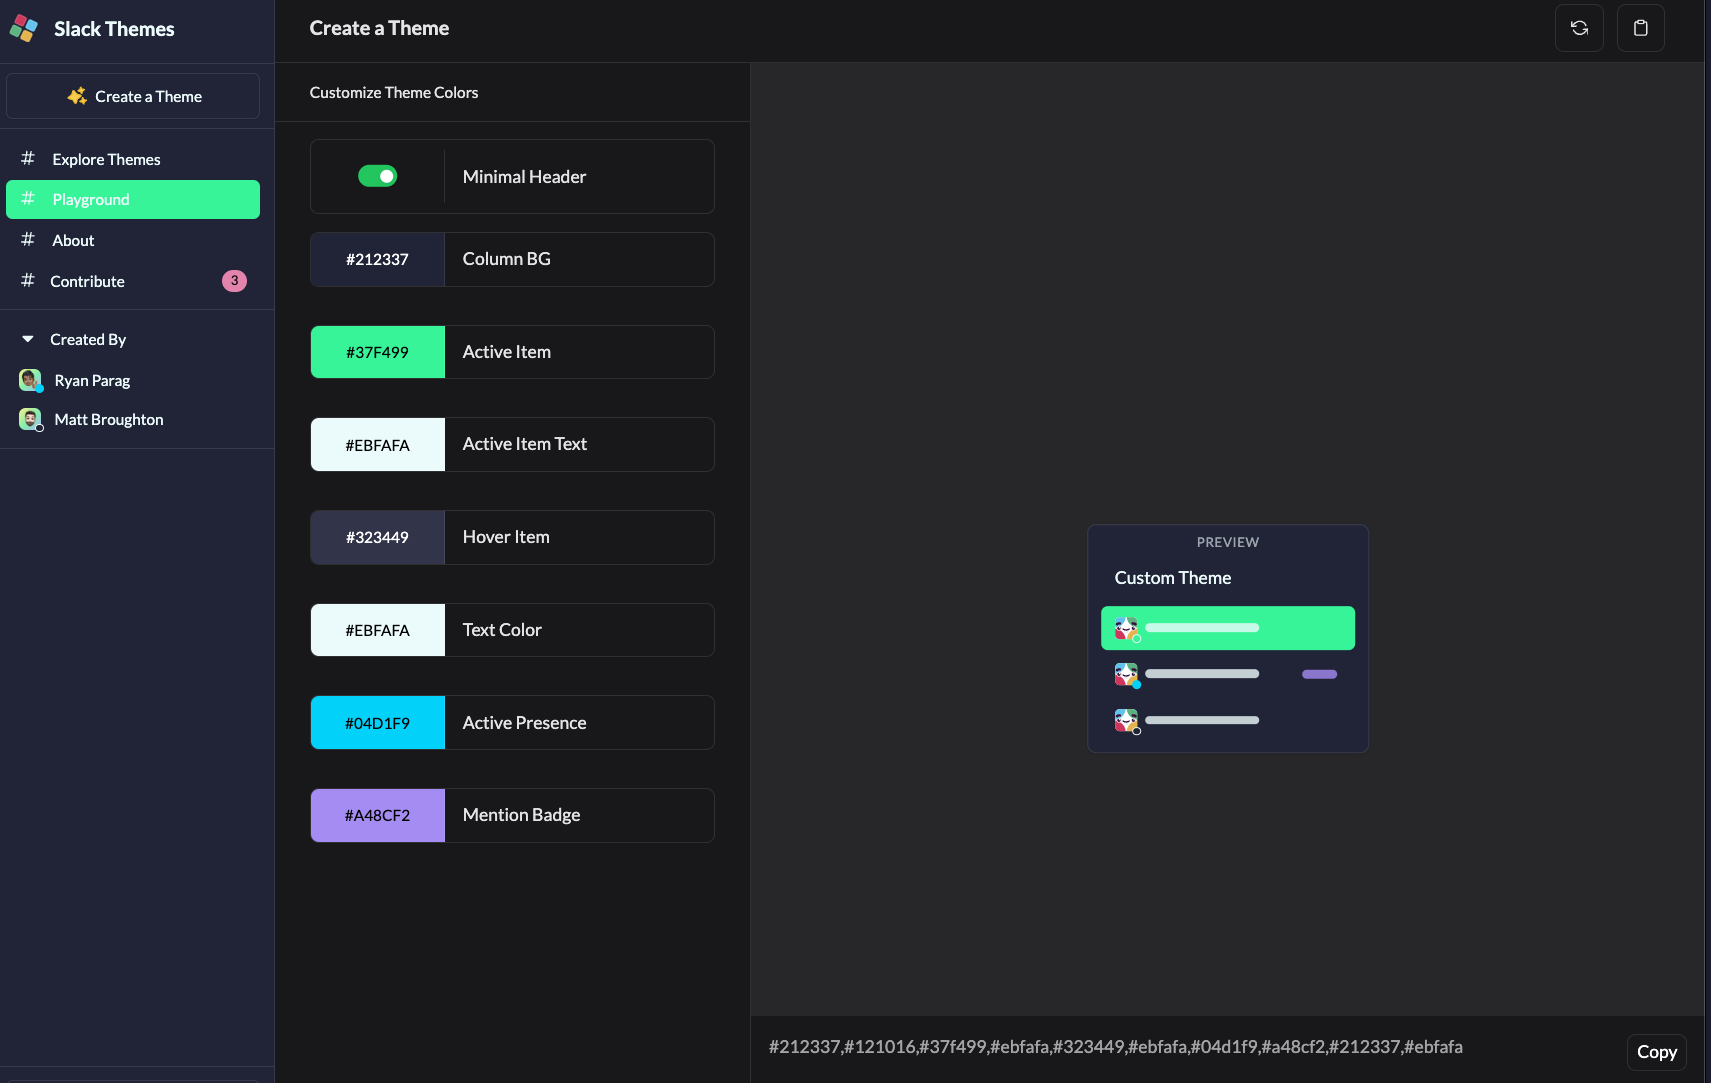 Slack Themes
Create a Theme
# Explore Themes
# Playground
# About
# Contribute 3
Created By
Ryan Parag
Matt Broughton
Create a Theme
Customize Theme Colors
Minimal Header
#212337 Column BG
#37F499 Active Item
#EBFAFA Active Item Text
#323449 Hover Item
#EBFAFA Text Color
#04D1F9 Active Presence
#A48CF2 Mention Badge
PREVIEW
Custom Theme
#212337,#121016,#37f499,#ebfafa,#323449,#ebfafa,#04d1f9,#a48cf2,#212337,#ebfafa
Copy